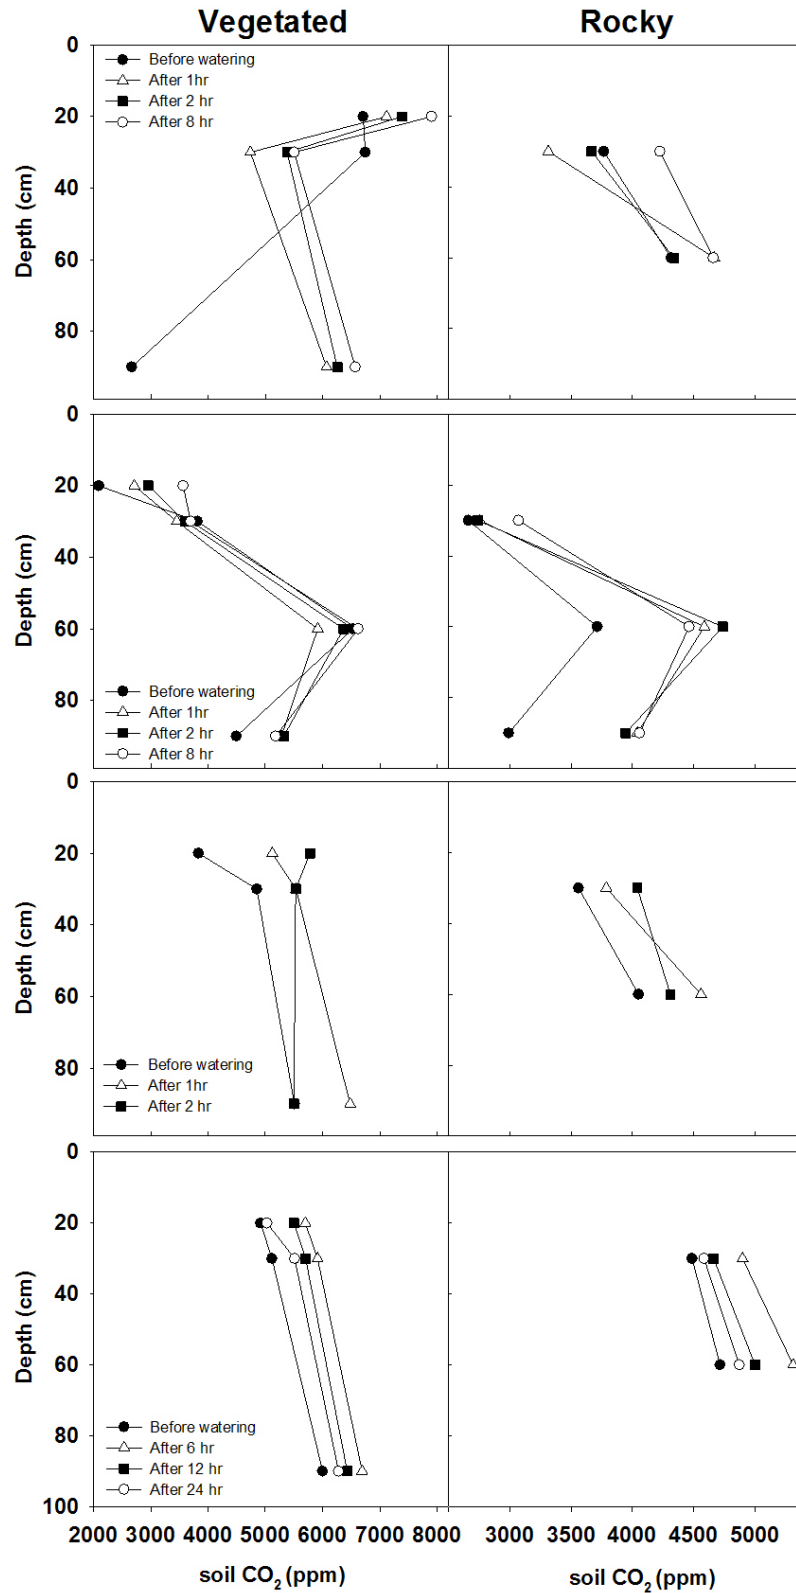 Vegetated Rocky
0
Before watering
After 1hr
After 2 hr
After 8 hr
20
40
60
80
Depth (cm)
0
20
40
60
80
Depth (cm)
Before watering
After 1hr
After 2 hr
After 8 hr
0
20
40
60
80
Depth (cm)
Before watering
After 1hr
After 2 hr
0
20
40
60
80
100
Depth (cm)
Before watering
After 6 hr
After 12 hr
After 24 hr
2000 3000 4000 5000 6000 7000 8000 3000 3500 4000 4500 5000
soil CO2 (ppm) soil CO2 (ppm)